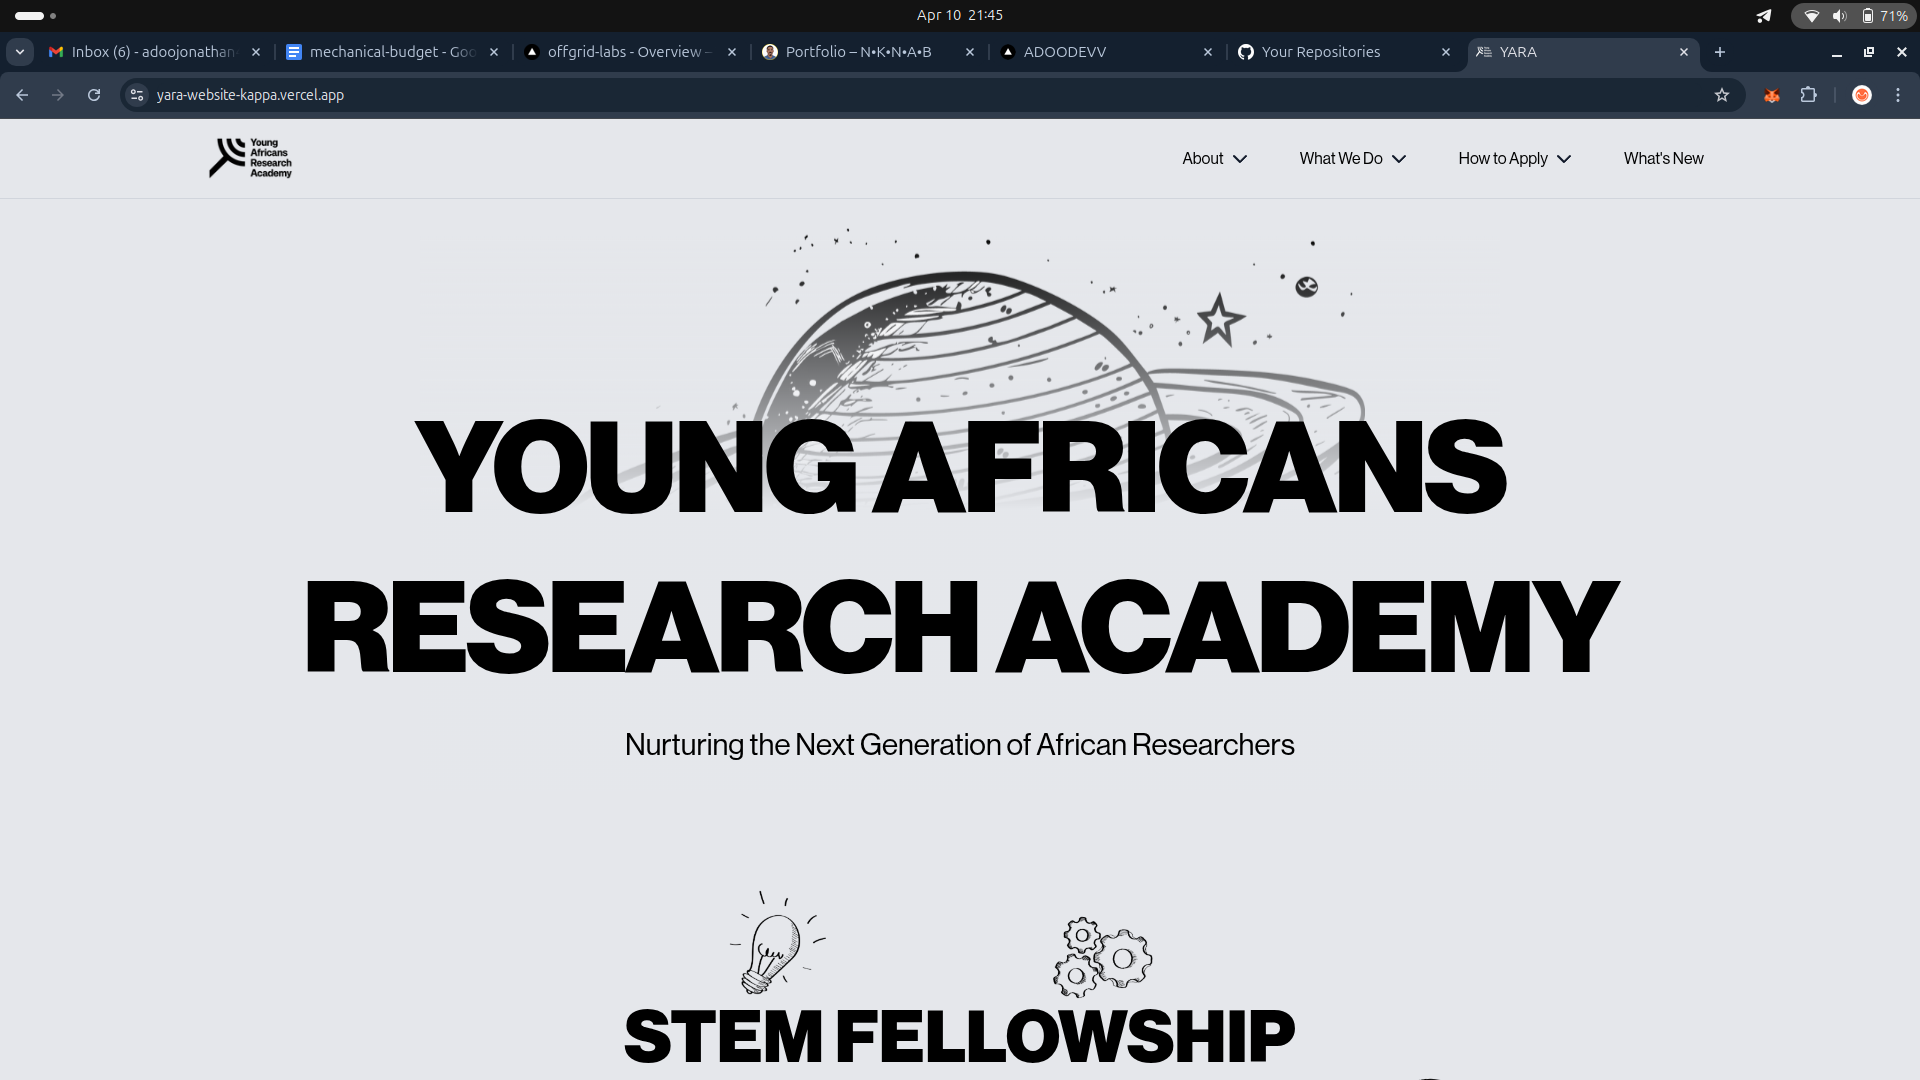 Apr 10 21:45
71%
Inbox (6) - adoojonathan
mechanical-budget - Goo
offgrid-labs - Overview –
Portfolio – N•K•N•A•B
ADOODEVV
Your Repositories
YARA
yara-website-kappa.vercel.app
Young
Africans
Research
Academy
About
What We Do
How to Apply
What's New
YOUNG AFRICANS
RESEARCH ACADEMY
Nurturing the Next Generation of African Researchers
STEM FELLOWSHIP